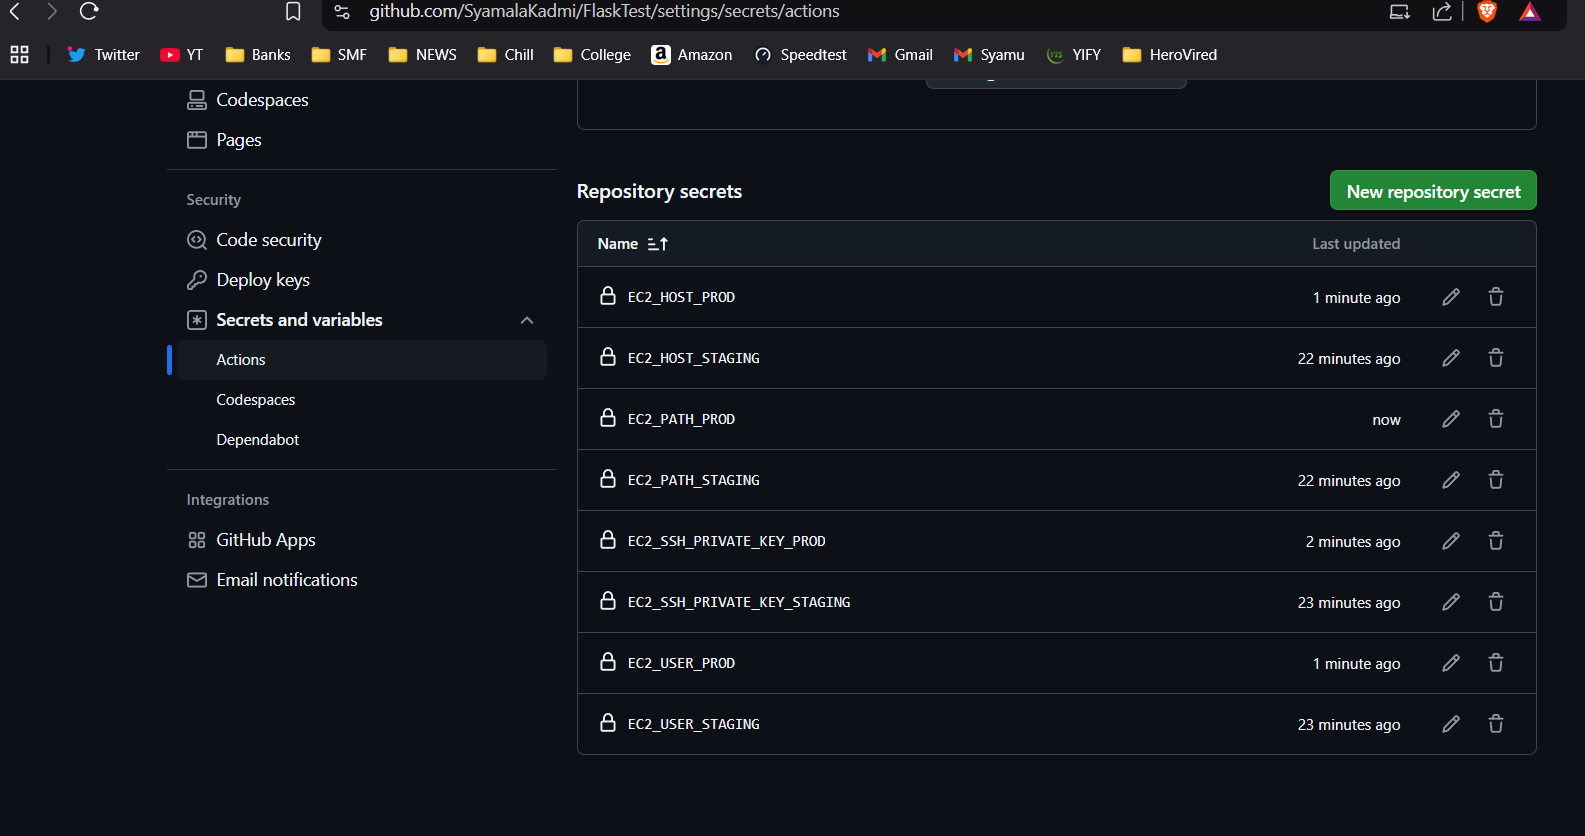 github.com/SyamalaKadmi/FlaskTest/settings/secrets/actions
Twitter YT Banks SMF NEWS Chill College Amazon Speedtest Gmail Syamu YIFY HeroVired
Codespaces
Pages
Security
Code security
Deploy keys
Secrets and variables
Actions
Codespaces
Dependabot
Integrations
GitHub Apps
Email notifications
Repository secrets
New repository secret
Name Last updated
EC2_HOST_PROD 1 minute ago
EC2_HOST_STAGING 22 minutes ago
EC2_PATH_PROD now
EC2_PATH_STAGING 22 minutes ago
EC2_SSH_PRIVATE_KEY_PROD 2 minutes ago
EC2_SSH_PRIVATE_KEY_STAGING 23 minutes ago
EC2_USER_PROD 1 minute ago
EC2_USER_STAGING 23 minutes ago